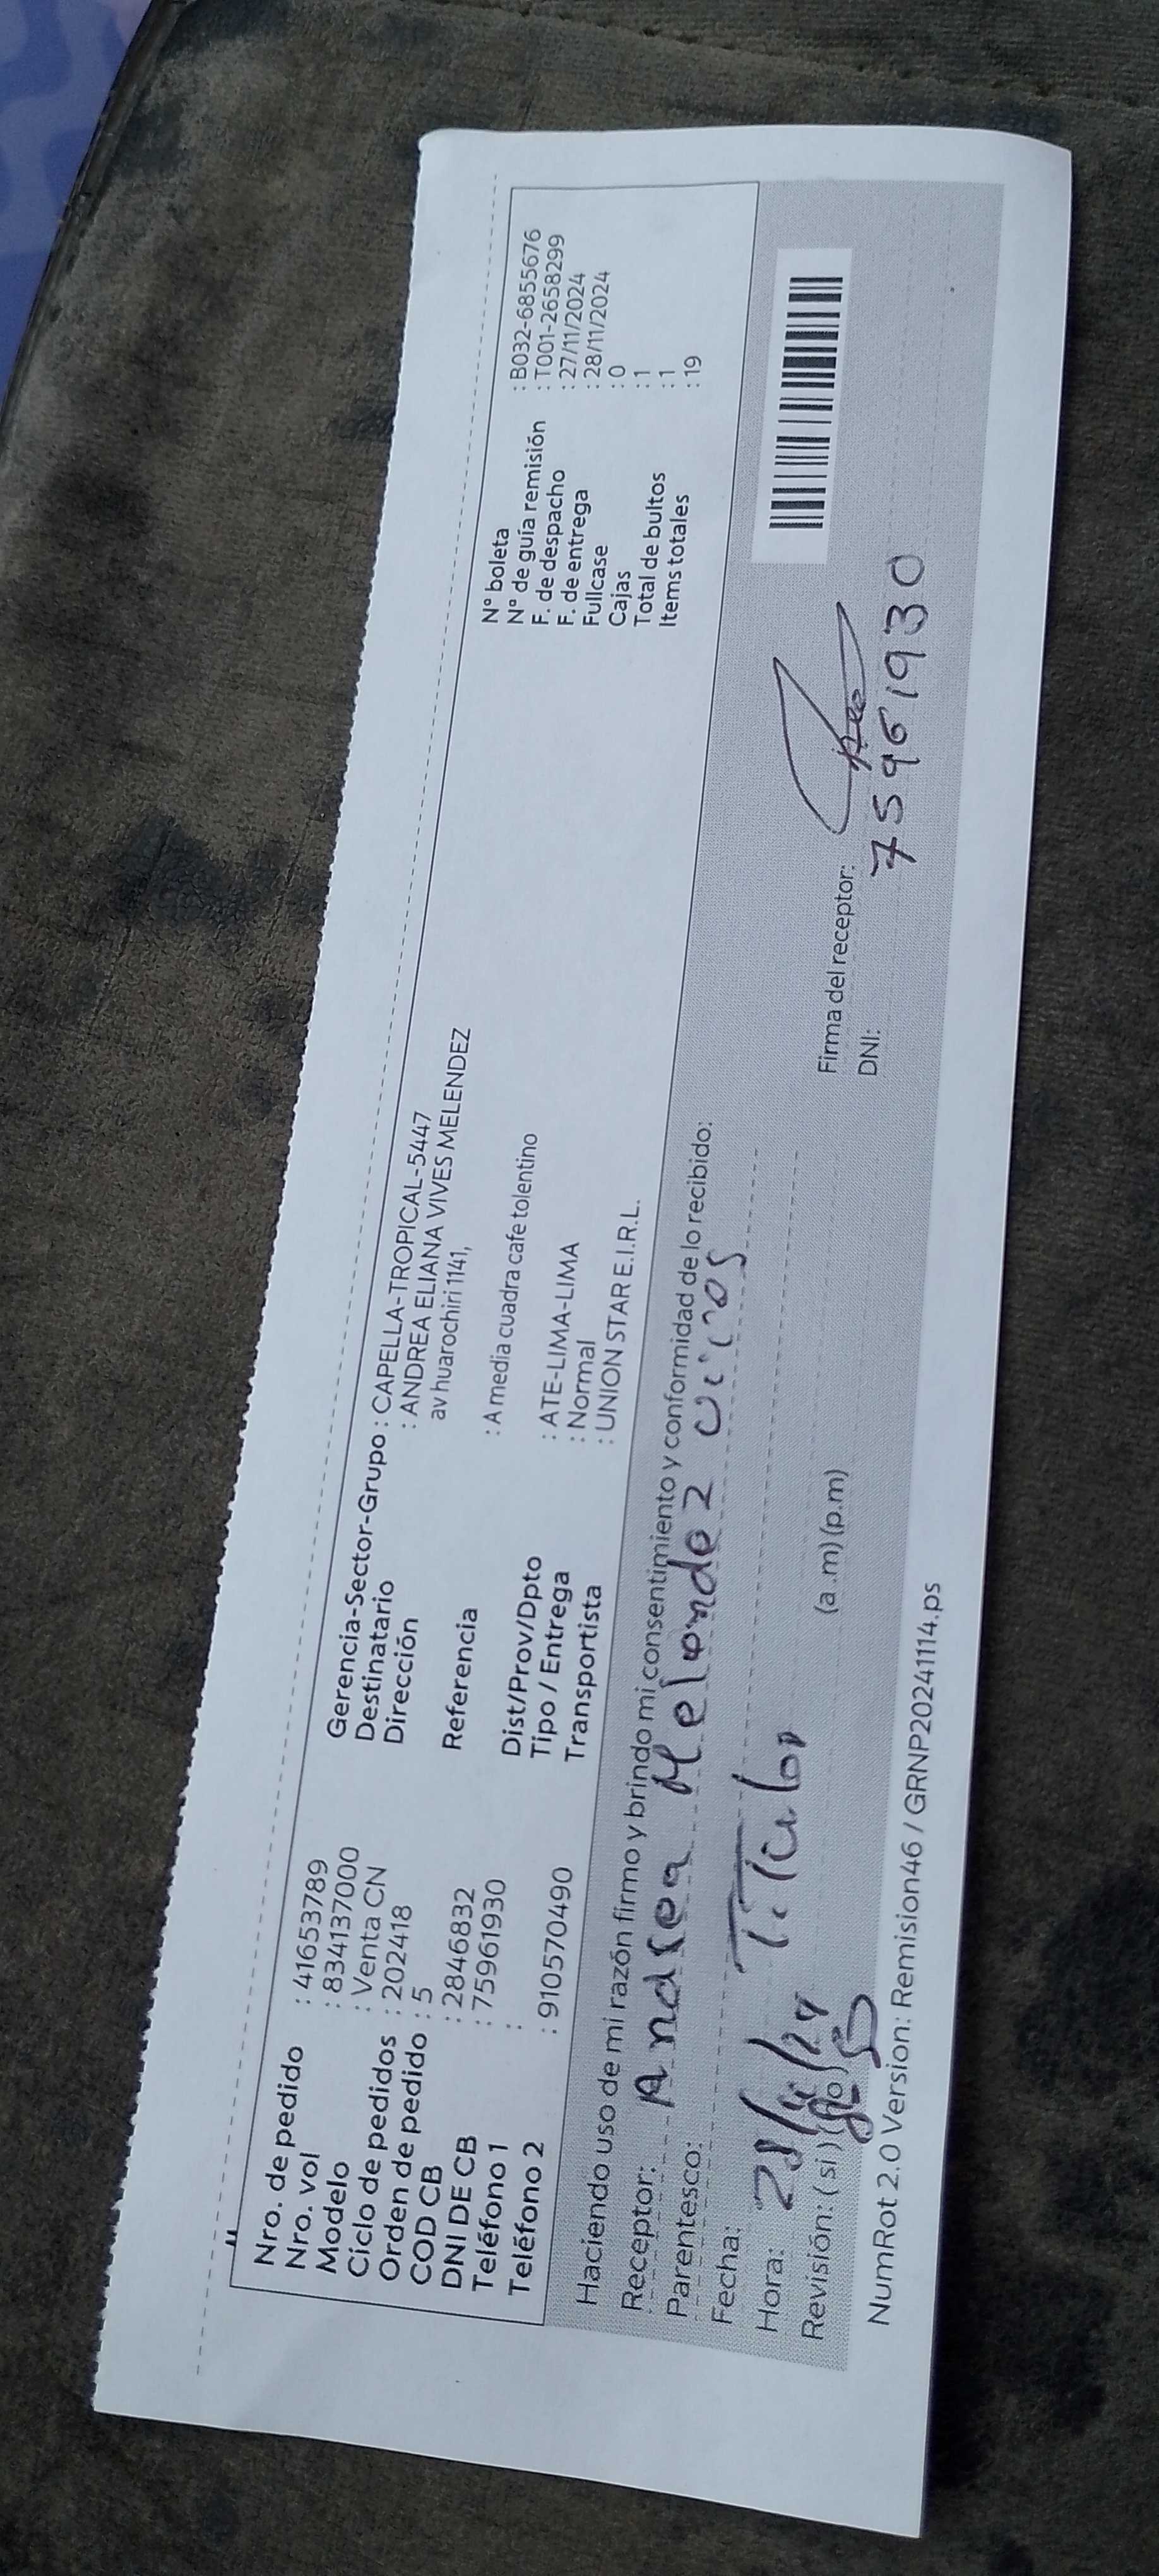 Nro. de pedido : 41653789
Nro. vol : 834137000
Modelo : Venta CN
Ciclo de pedidos : 202418
Orden de pedido : 5
COD CB : 2846832
DNI DE CB : 75961930
Teléfono 1 :
Teléfono 2 : 910570490
Gerencia-Sector-Grupo : CAPELLA-TROPICAL-5447
Destinatario : ANDREA ELIANA VIVES MELENDEZ
Dirección av huarochiri 1141,
Referencia : A media cuadra cafe tolentino
Dist/Prov/Dpto : ATE-LIMA-LIMA
Tipo / Entrega : Normal
Transportista : UNION STAR E.I.R.L.
N° boleta : B032-6855676
N° de guía remisión : T001-2658299
F. de despacho : 27/11/2024
F. de entrega : 28/11/2024
Fullcase : 0
Cajas : 1
Total de bultos : 1
Items totales : 19
Haciendo uso de mi razón firmo y brindo mi consentimiento y conformidad de lo recibido:
Receptor: Andrea Melendez
Parentesco: Titular
Fecha: 28/11/24
Hora: (a.m) (p.m)
Revisión: ( si ) (no)
Firma del receptor:
DNI: 75961930
NumRot 2.0 Version: Remision46 / GRNP20241114.ps